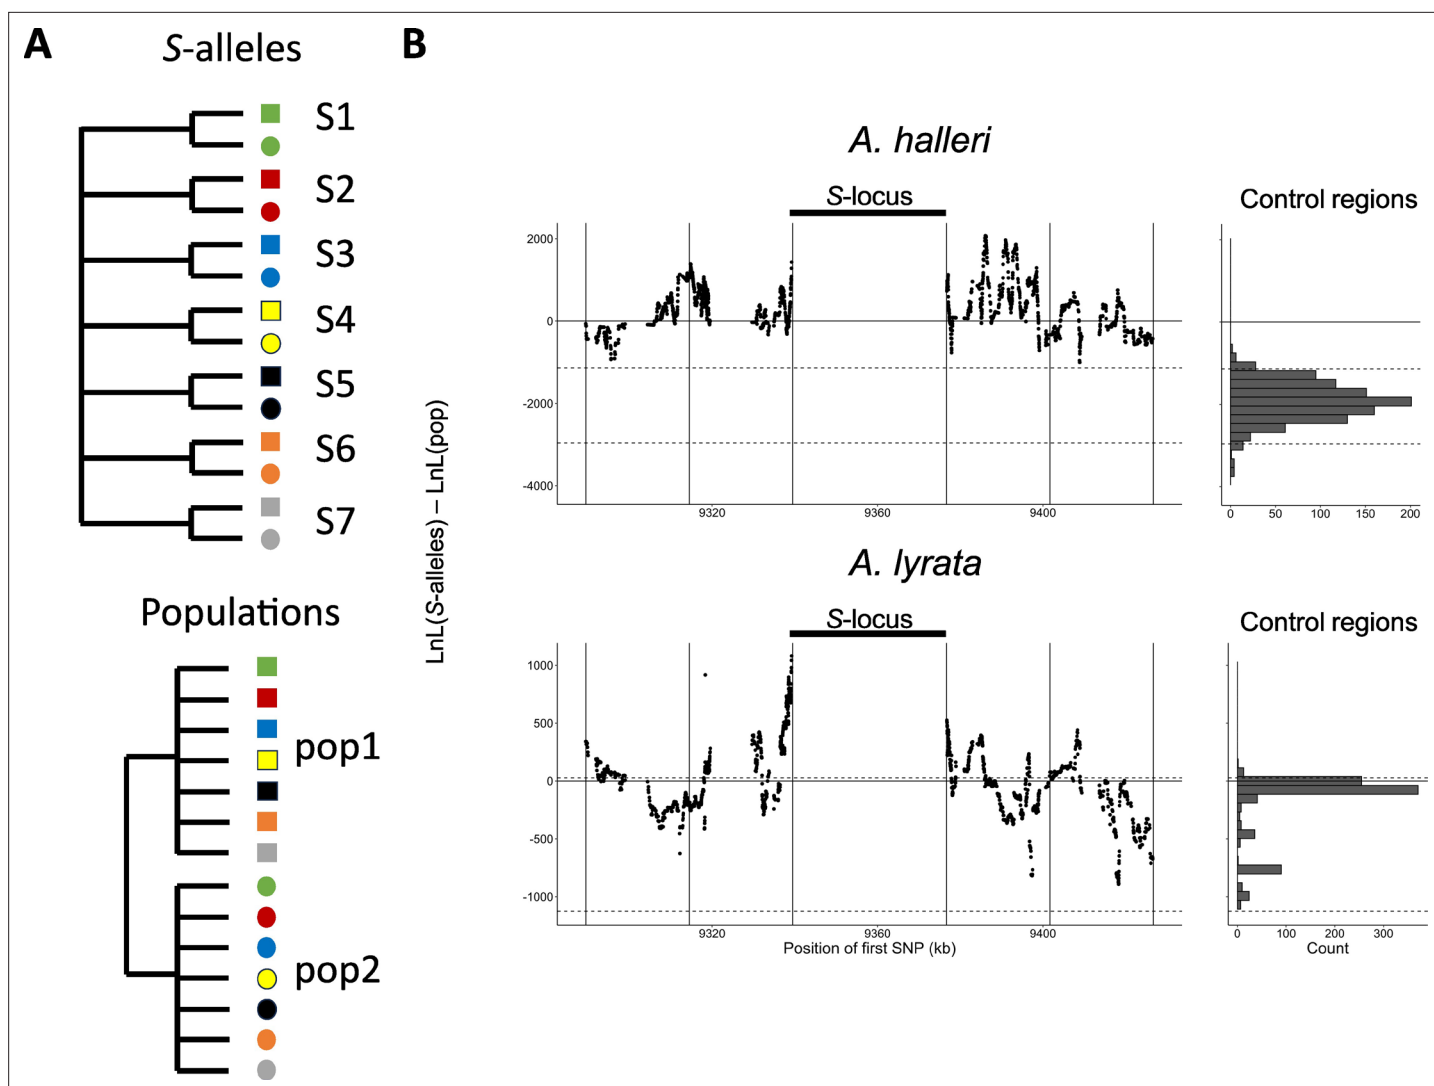 A
S-alleles
S1
S2
S3
S4
S5
S6
S7
Populations
pop1
pop2
B
LnL(S-alleles) – LnL(pop)
A. halleri
S-locus
Control regions
2000
0
-2000
-4000
9320
9360
9400
0
50
100
150
200
A. lyrata
S-locus
Control regions
1000
500
0
-500
-1000
9320
9360
9400
Position of first SNP (kb)
0
100
200
300
Count